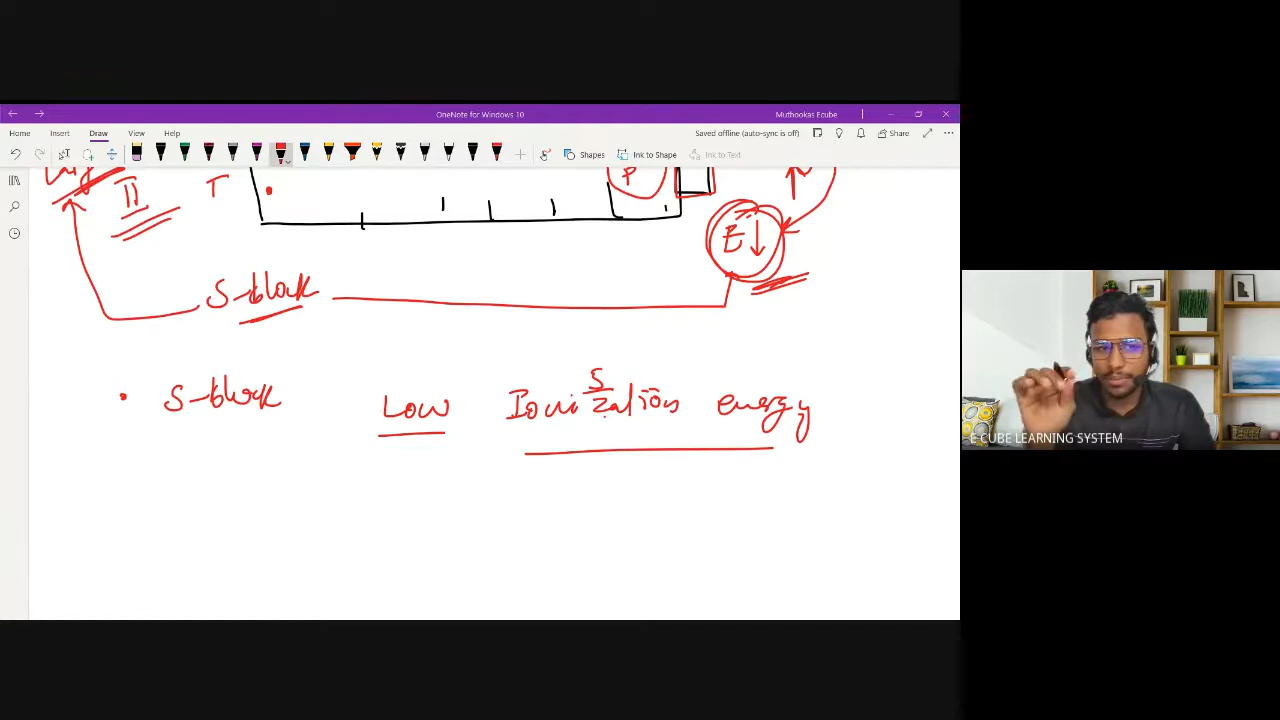 OneNote for Windows 10
Muthookas Ecube
Home Insert Draw View Help
Saved offline (auto-sync is off)
Share
Shapes
Ink to Shape
Ink to Text
II T
P
E↓
S-block
• S-block Low Ionization energy
S
E CUBE LEARNING SYSTEM